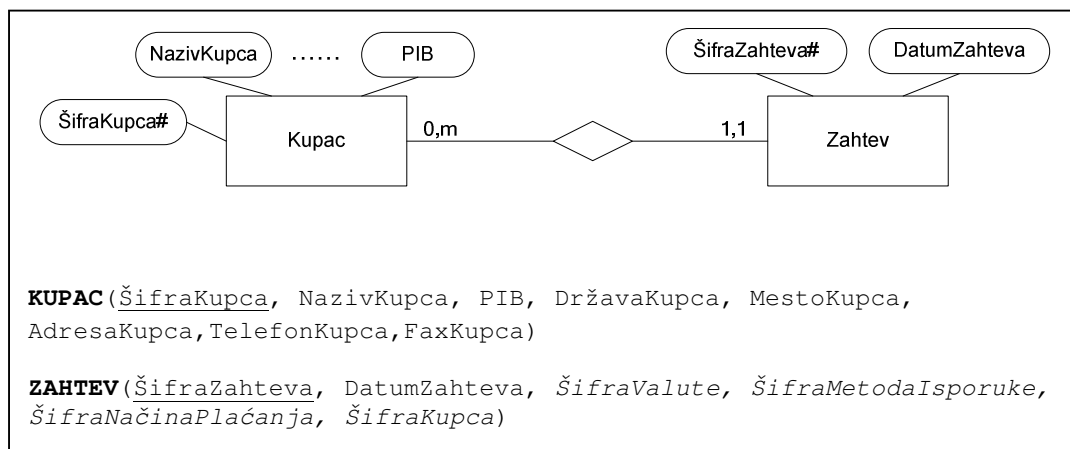 NazivKupca ...... PIB
ŠifraZahteva# DatumZahteva
ŠifraKupca#
Kupac 0,m 1,1 Zahtev
KUPAC(ŠifraKupca, NazivKupca, PIB, DržavaKupca, MestoKupca,
AdresaKupca,TelefonKupca,FaxKupca)
ZAHTEV(ŠifraZahteva, DatumZahteva, ŠifraValute, ŠifraMetodaIsporuke,
ŠifraNačinaPlaćanja, ŠifraKupca)